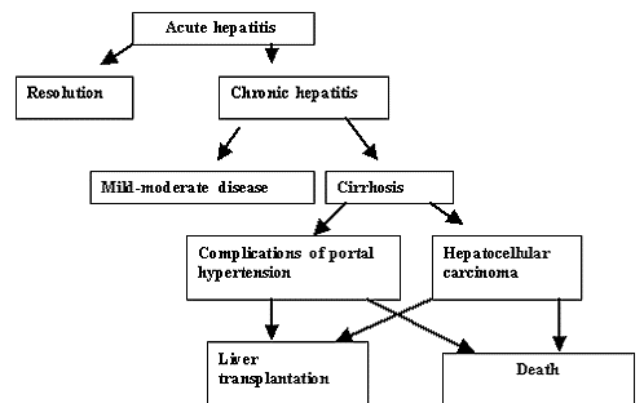 Acute hepatitis
Resolution
Chronic hepatitis
Mild-moderate disease
Cirrhosis
Complications of portal
hypertension
Hepatocellular
carcinoma
Liver
transplantation
Death